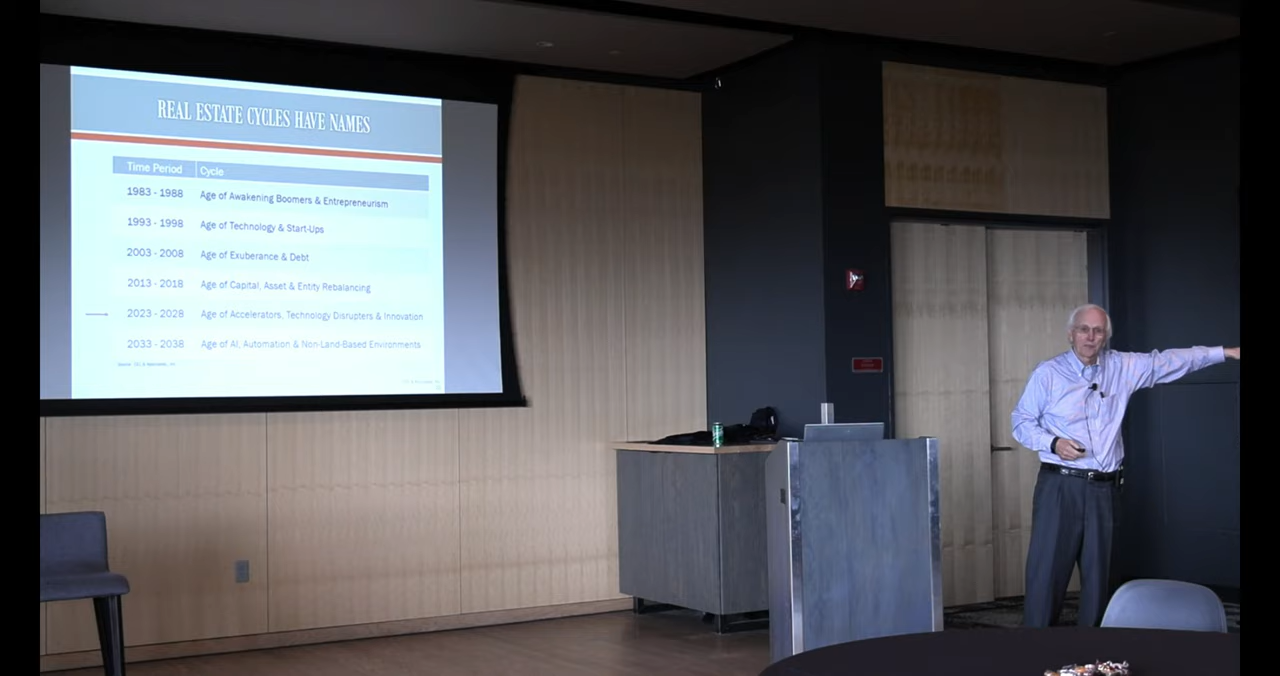 REAL ESTATE CYCLES HAVE NAMES
Time Period Cycle
1983 - 1988 Age of Awakening Boomers & Entrepreneurism
1993 - 1998 Age of Technology & Start-Ups
2003 - 2008 Age of Exuberance & Debt
2013 - 2018 Age of Capital, Asset & Entity Rebalancing
2023 - 2028 Age of Accelerators, Technology Disrupters & Innovation
2033 - 2038 Age of AI, Automation & Non-Land-Based Environments